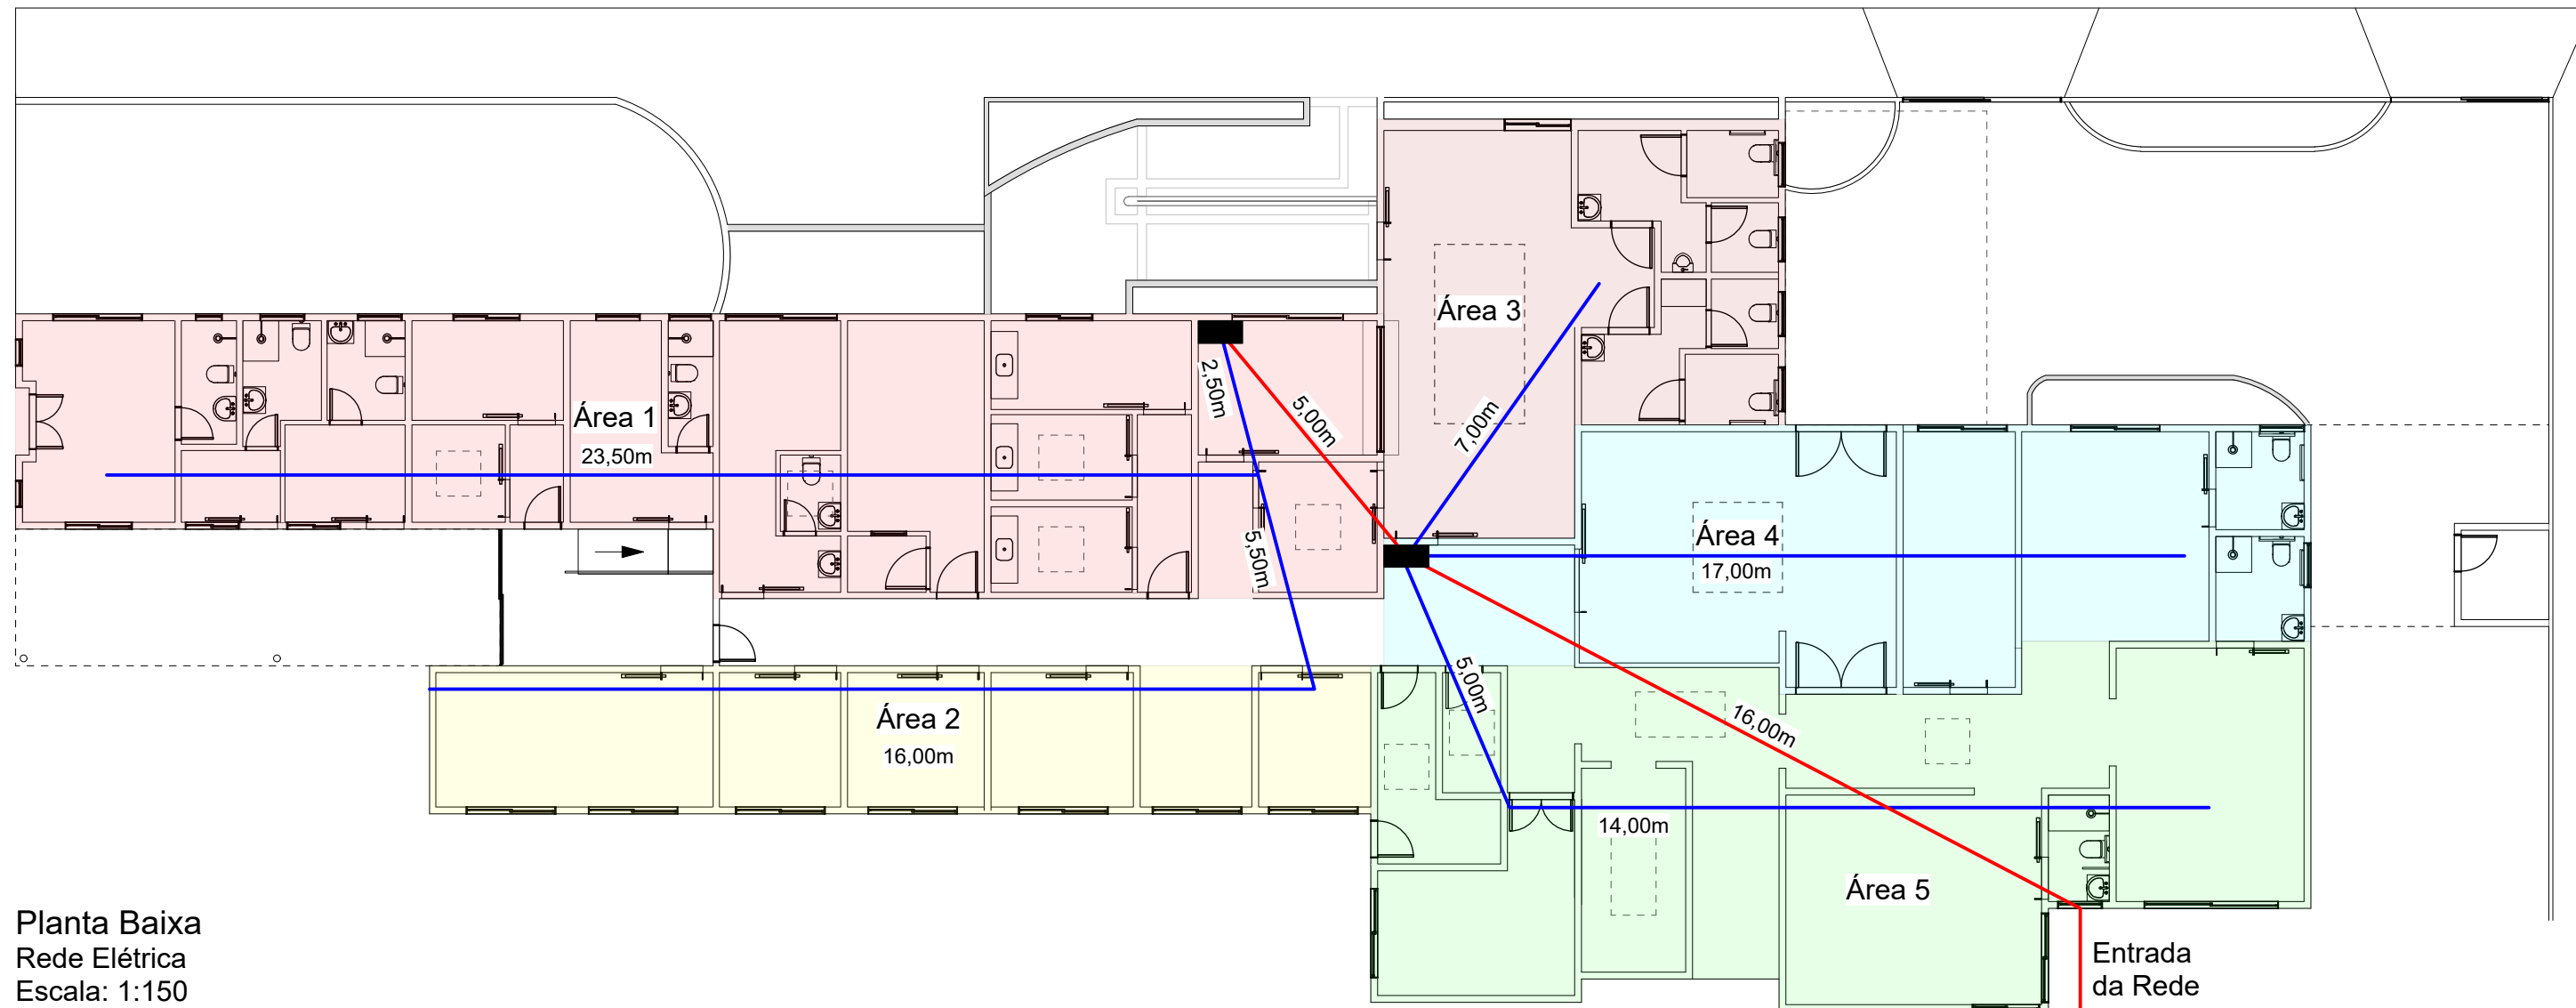 Área 3
2,50m
5,00m
Área 1
23,50m
7,00m
5,50m
Área 4
17,00m
5,00m
Área 2
16,00m
16,00m
14,00m
Área 5
Planta Baixa
Rede Elétrica
Escala: 1:150
Entrada
da Rede